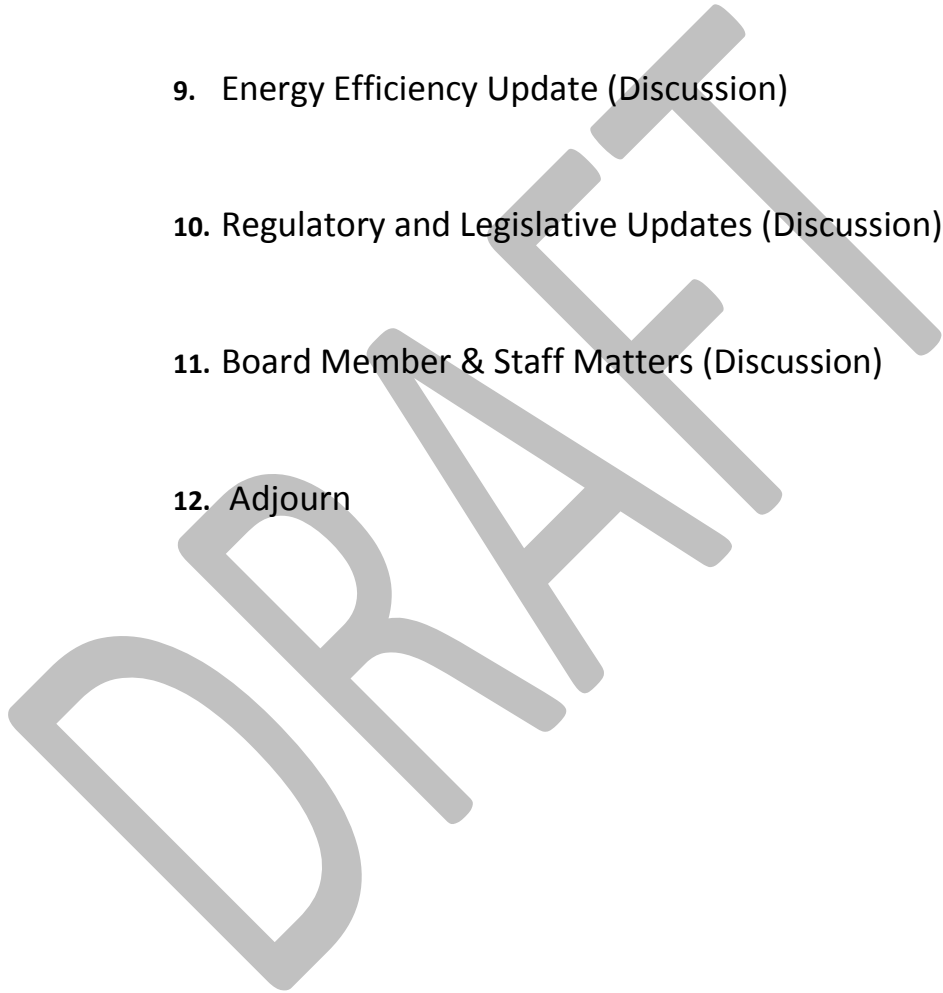 9. Energy Efficiency Update (Discussion)
10. Regulatory and Legislative Updates (Discussion)
11. Board Member & Staff Matters (Discussion)
12. Adjourn
DRAFT